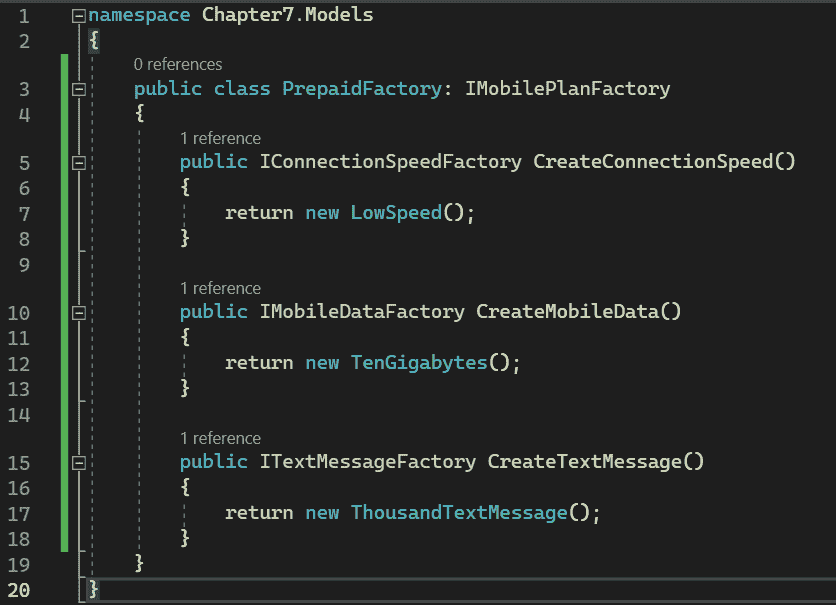 1 namespace Chapter7.Models
2 {
0 references
3 public class PrepaidFactory: IMobilePlanFactory
4 {
1 reference
5 public IConnectionSpeedFactory CreateConnectionSpeed()
6 {
7 return new LowSpeed();
8 }
9
1 reference
10 public IMobileDataFactory CreateMobileData()
11 {
12 return new TenGigabytes();
13 }
14
1 reference
15 public ITextMessageFactory CreateTextMessage()
16 {
17 return new ThousandTextMessage();
18 }
19 }
20 }